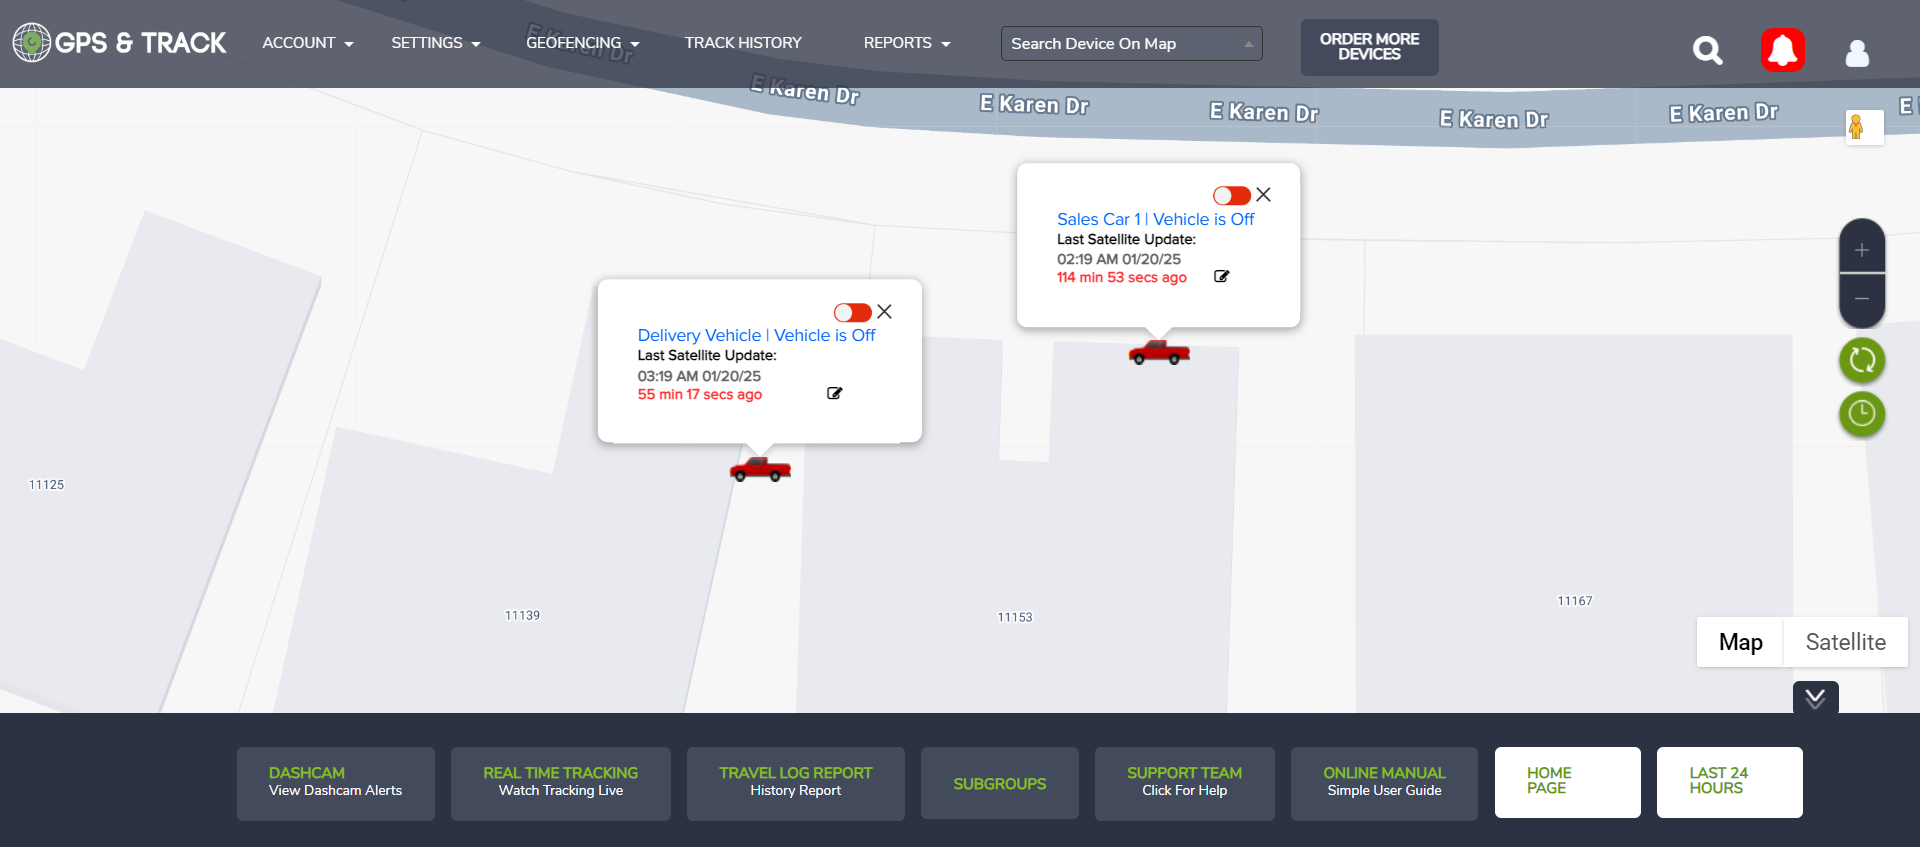 GPS & TRACK
ACCOUNT
SETTINGS
GEOFENCING
TRACK HISTORY
REPORTS
Search Device On Map
ORDER MORE
DEVICES
E Karen Dr
E Karen Dr
E Karen Dr
E Karen Dr
E Karen Dr
E Karen Dr
E
Sales Car 1 | Vehicle is Off
Last Satellite Update:
02:19 AM 01/20/25
114 min 53 secs ago
Delivery Vehicle | Vehicle is Off
Last Satellite Update:
03:19 AM 01/20/25
55 min 17 secs ago
11125
11139
11153
11167
Map
Satellite
DASHCAM
View Dashcam Alerts
REAL TIME TRACKING
Watch Tracking Live
TRAVEL LOG REPORT
History Report
SUBGROUPS
SUPPORT TEAM
Click For Help
ONLINE MANUAL
Simple User Guide
HOME
PAGE
LAST 24
HOURS